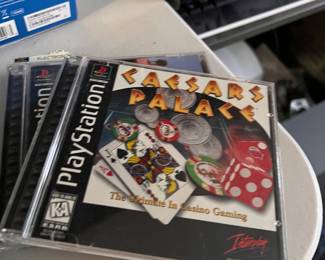 PlayStation
CAESARS
PALACE
The Ultimate In Casino Gaming
K-A
Interplay